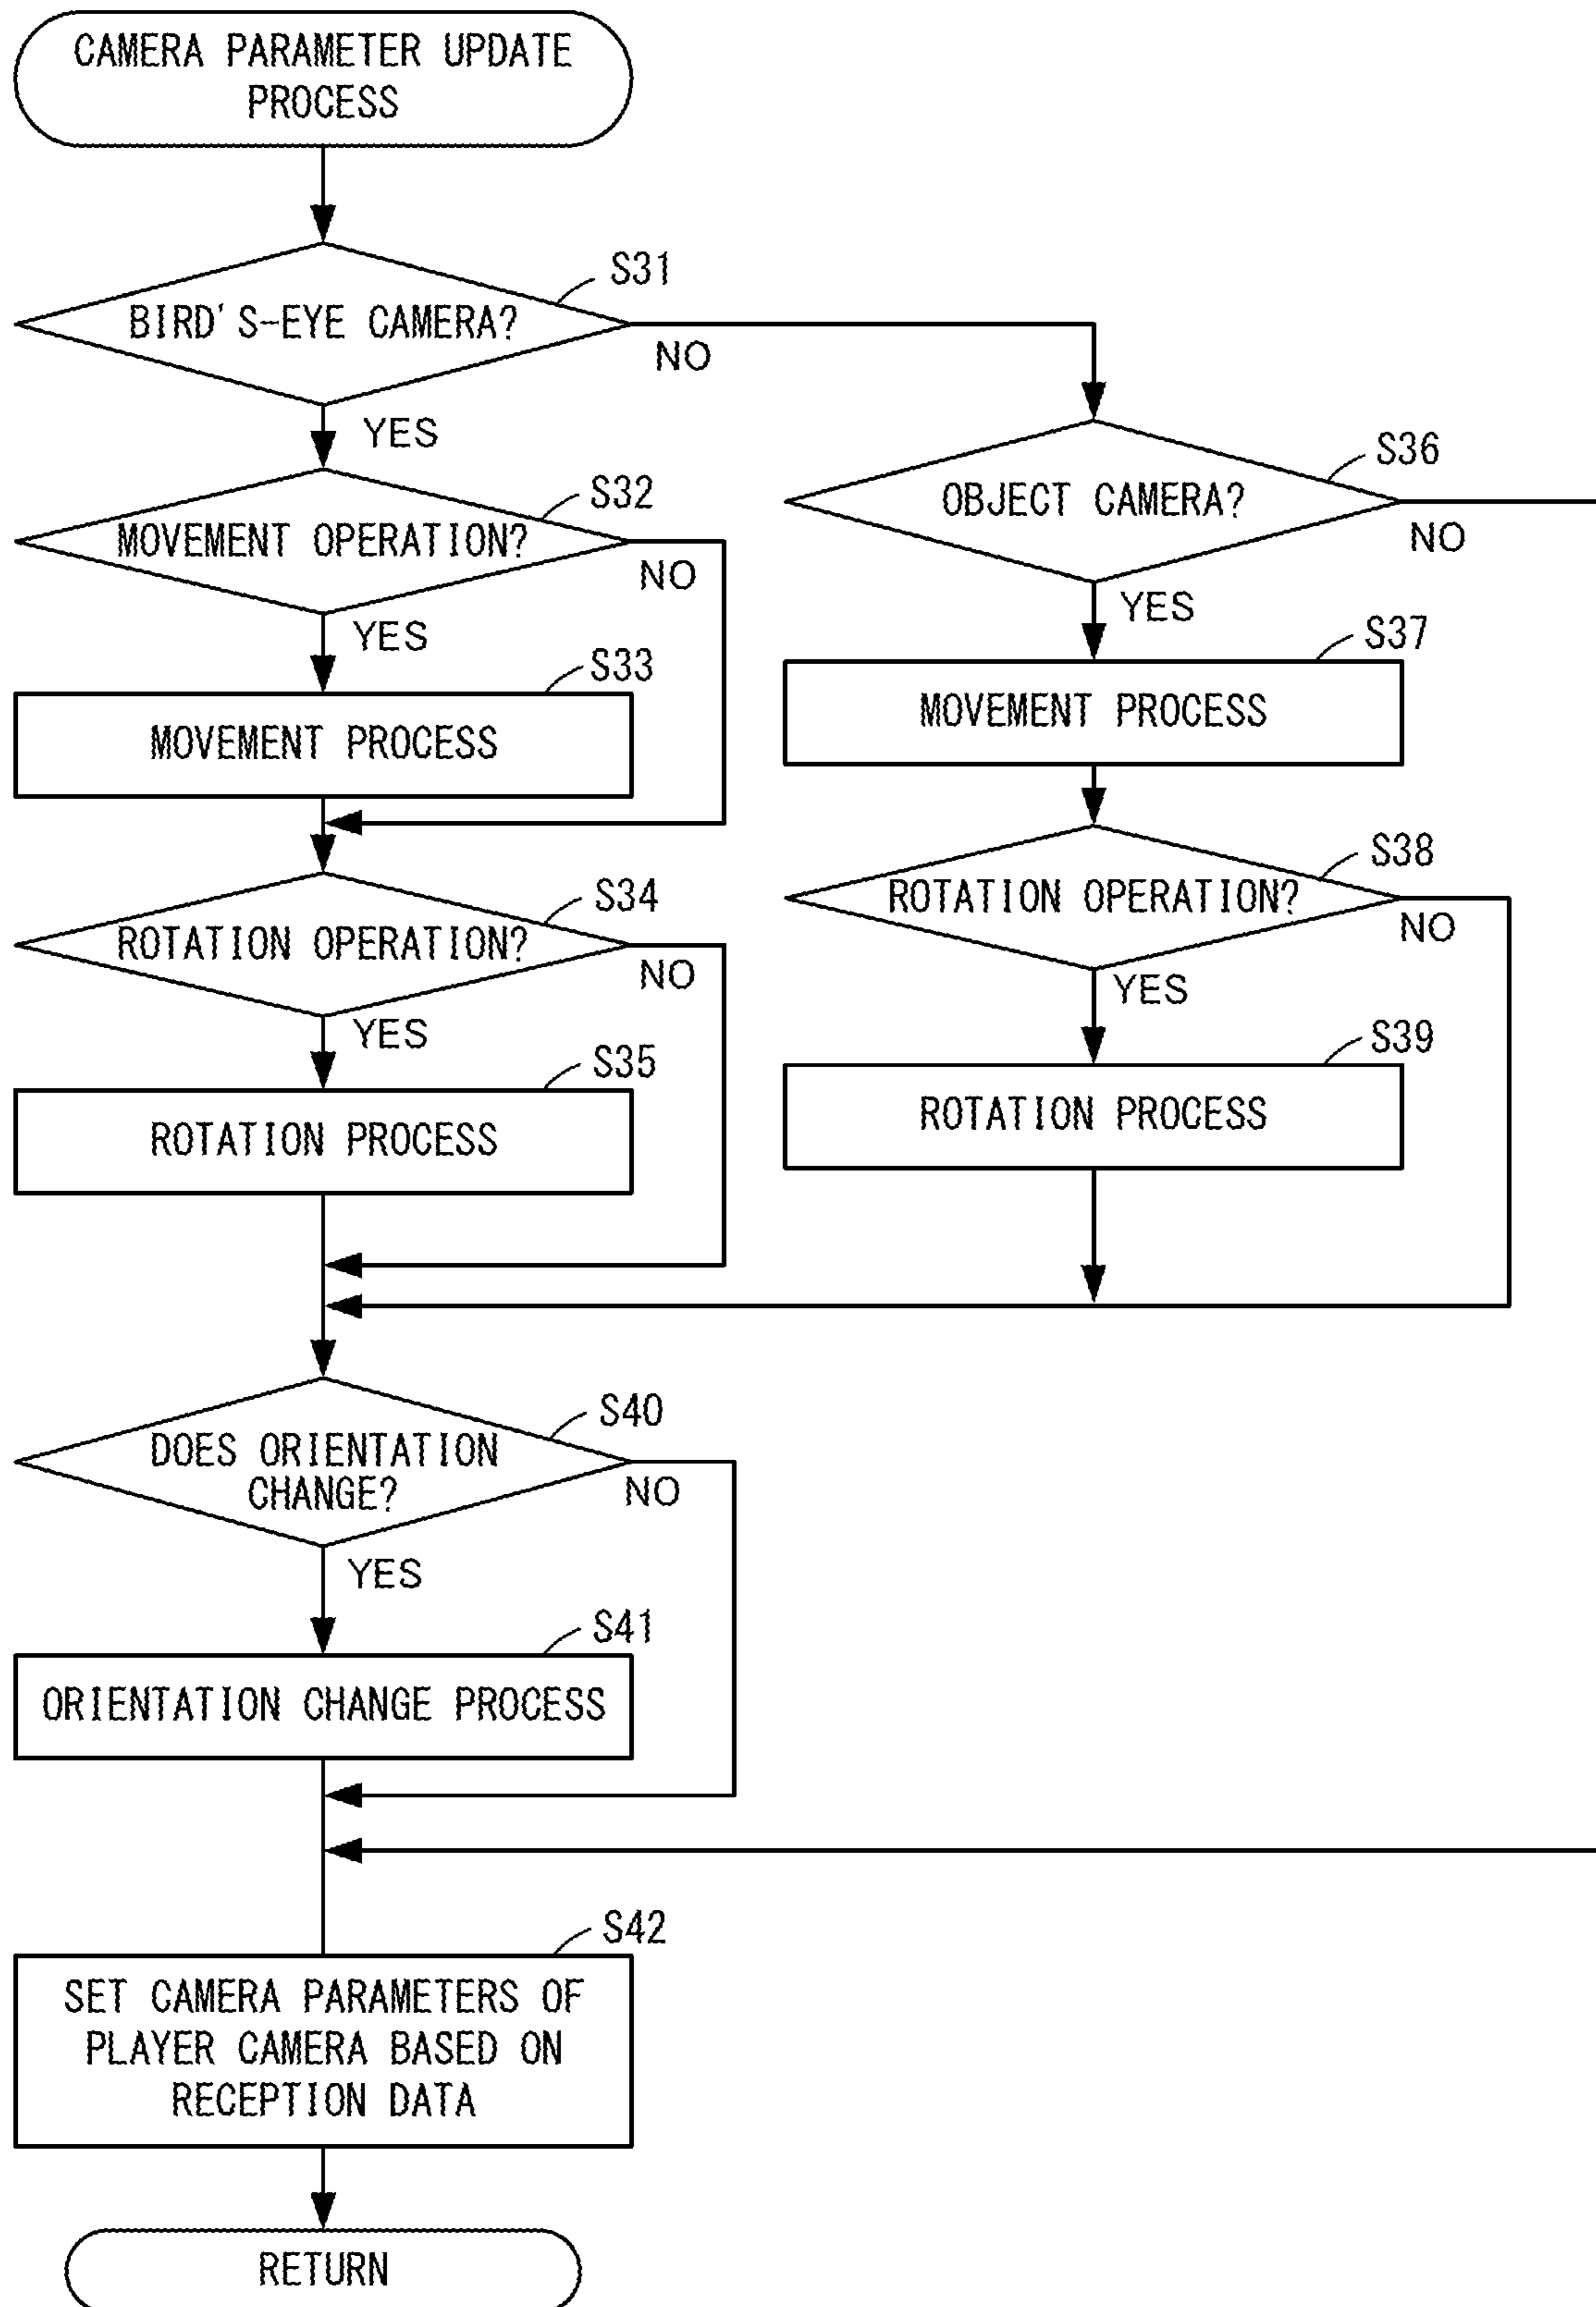 CAMERA PARAMETER UPDATE
PROCESS
S31
BIRD'S-EYE CAMERA?
NO
YES
S32
MOVEMENT OPERATION?
NO
YES
S33
MOVEMENT PROCESS
S34
ROTATION OPERATION?
NO
YES
S35
ROTATION PROCESS
S36
OBJECT CAMERA?
NO
YES
S37
MOVEMENT PROCESS
S38
ROTATION OPERATION?
NO
YES
S39
ROTATION PROCESS
S40
DOES ORIENTATION
CHANGE?
NO
YES
S41
ORIENTATION CHANGE PROCESS
S42
SET CAMERA PARAMETERS OF
PLAYER CAMERA BASED ON
RECEPTION DATA
RETURN